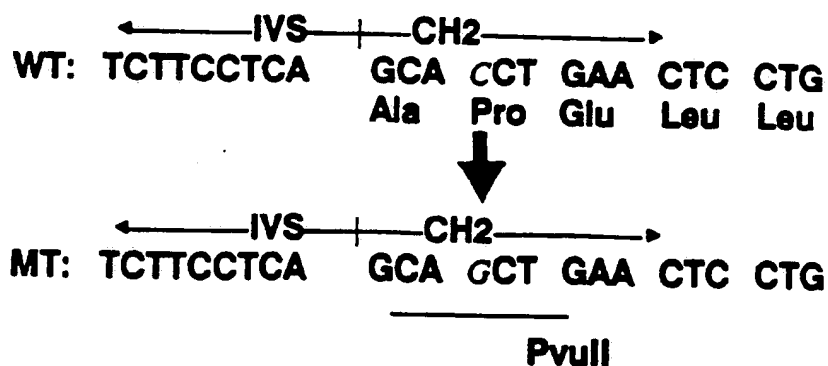 IVS CH2
WT: TCTTCCTCA GCA CCT GAA CTC CTG
Ala Pro Glu Leu Leu
IVS CH2
MT: TCTTCCTCA GCA GCT GAA CTC CTG
PvuII